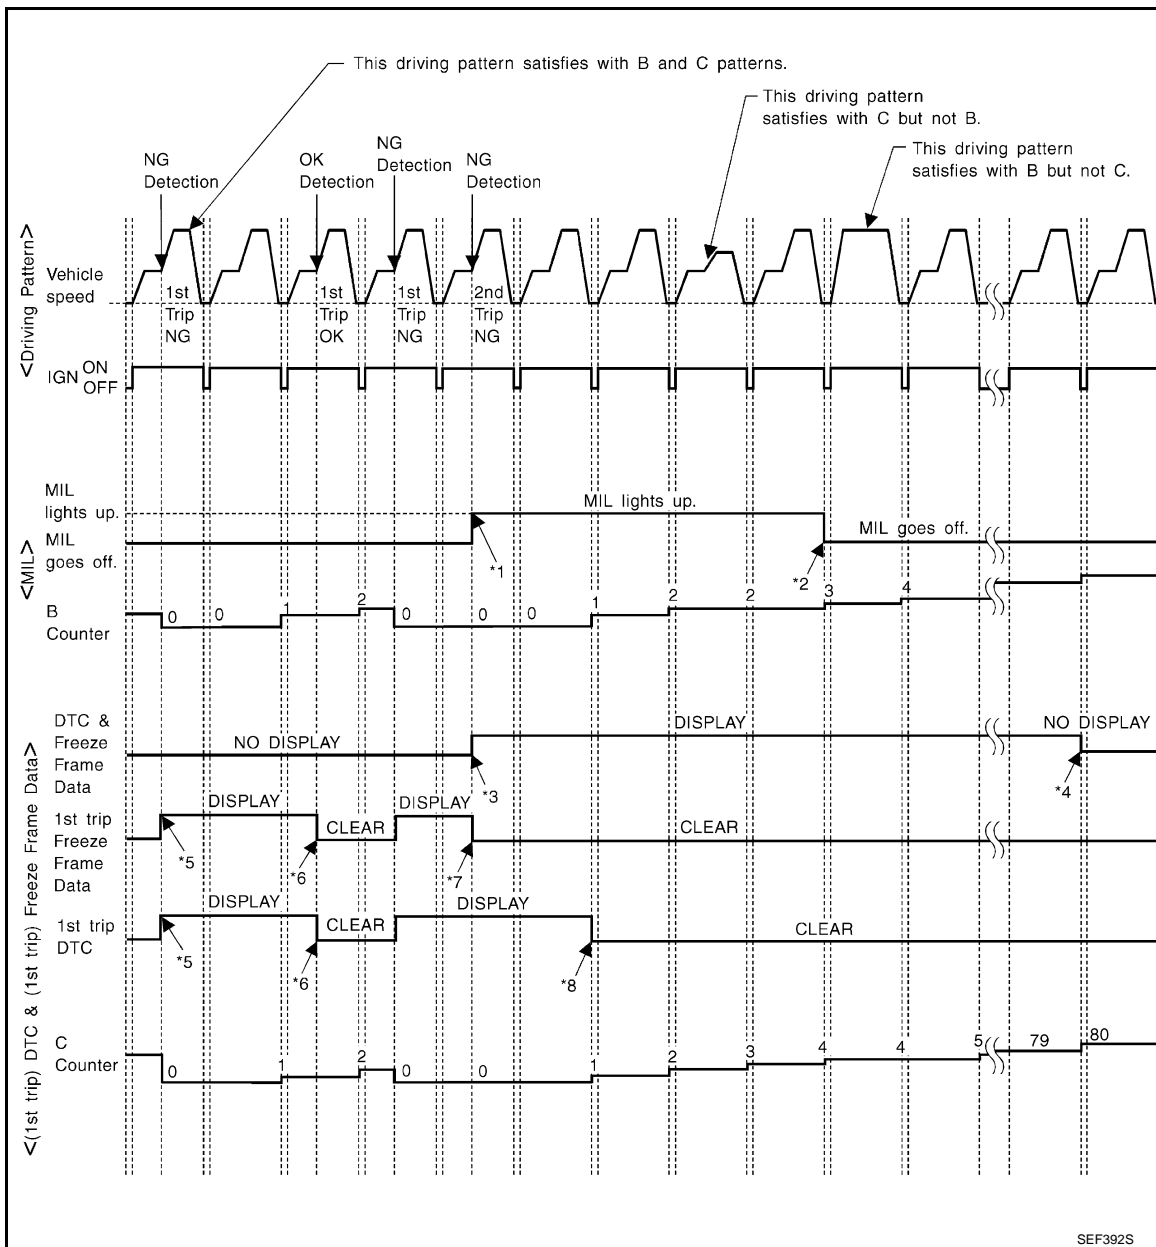 This driving pattern satisfies with B and C patterns.
This driving pattern
satisfies with C but not B.
This driving pattern
satisfies with B but not C.
NG
Detection
OK
Detection
NG
Detection
NG
Detection
<Driving Pattern>
Vehicle
speed
1st
Trip
NG
1st
Trip
OK
1st
Trip
NG
2nd
Trip
NG
IGN ON
OFF
<MIL>
MIL
lights up.
MIL
goes off.
MIL lights up.
MIL goes off.
*1
*2
B
Counter
0 0 1 2 0 0 0 1 2 2 3 4
<(1st trip) DTC & (1st trip) Freeze Frame Data>
DTC &
Freeze
Frame
Data
NO DISPLAY
DISPLAY
NO DISPLAY
*3
*4
1st trip
Freeze
Frame
Data
DISPLAY
CLEAR
DISPLAY
CLEAR
*5
*6
*7
1st trip
DTC
DISPLAY
CLEAR
DISPLAY
CLEAR
*5
*6
*8
C
Counter
0 1 2 0 0 1 2 3 4 4 5 79 80
SEF392S